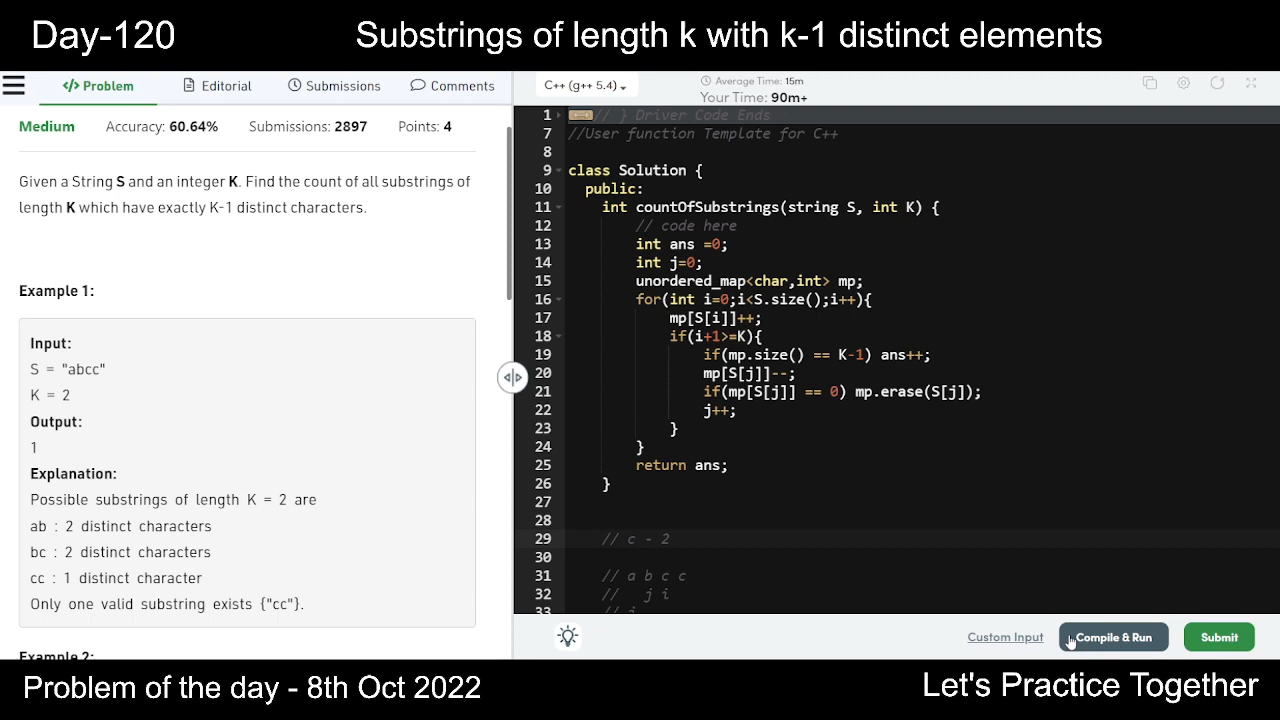 Day-120
Substrings of length k with k-1 distinct elements
</> Problem
Editorial
Submissions
Comments
Medium
Accuracy: 60.64%
Submissions: 2897
Points: 4
Given a String S and an integer K. Find the count of all substrings of
length K which have exactly K-1 distinct characters.
Example 1:
Input:
S = "abcc"
K = 2
Output:
1
Explanation:
Possible substrings of length K = 2 are
ab : 2 distinct characters
bc : 2 distinct characters
cc : 1 distinct character
Only one valid substring exists {"cc"}.
Example 2:
C++ (g++ 5.4)
Average Time: 15m
Your Time: 90m+
1 // } Driver Code Ends
7 //User function Template for C++
8
9 class Solution {
10 public:
11 int countOfSubstrings(string S, int K) {
12 // code here
13 int ans =0;
14 int j=0;
15 unordered_map<char,int> mp;
16 for(int i=0;i<S.size();i++){
17 mp[S[i]]++;
18 if(i+1>=K){
19 if(mp.size() == K-1) ans++;
20 mp[S[j]]--;
21 if(mp[S[j]] == 0) mp.erase(S[j]);
22 j++;
23 }
24 }
25 return ans;
26 }
27
28
29 // c - 2
30
31 // a b c c
32 // j i
33 // i
Custom Input
Compile & Run
Submit
Problem of the day - 8th Oct 2022
Let's Practice Together